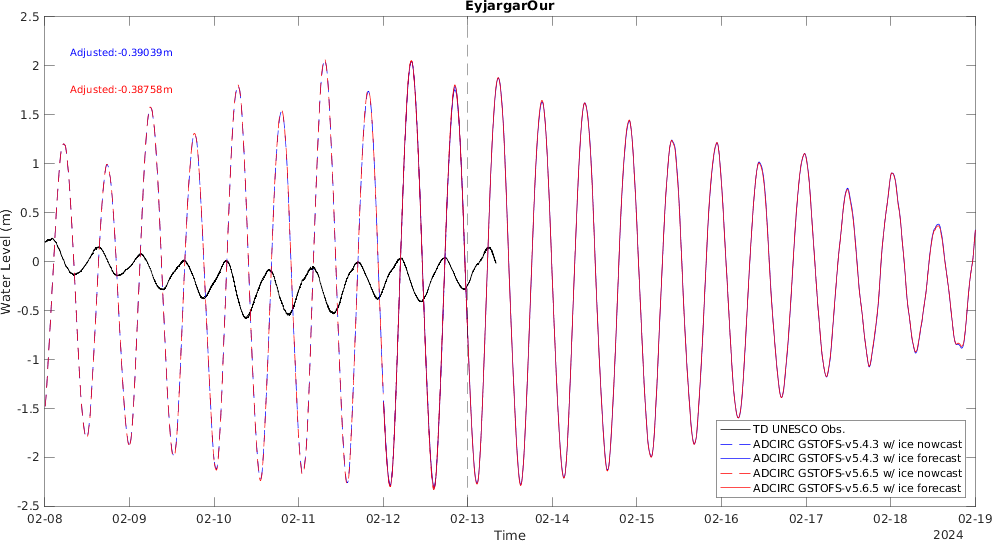 EyjargarOur
Adjusted:-0.39039m
Adjusted:-0.38758m
Water Level (m)
2.5
2
1.5
1
0.5
0
-0.5
-1
-1.5
-2
-2.5
TD UNESCO Obs.
ADCIRC GSTOFS-v5.4.3 w/ ice nowcast
ADCIRC GSTOFS-v5.4.3 w/ ice forecast
ADCIRC GSTOFS-v5.6.5 w/ ice nowcast
ADCIRC GSTOFS-v5.6.5 w/ ice forecast
02-08 02-09 02-10 02-11 02-12 02-13 02-14 02-15 02-16 02-17 02-18 02-19
Time
2024